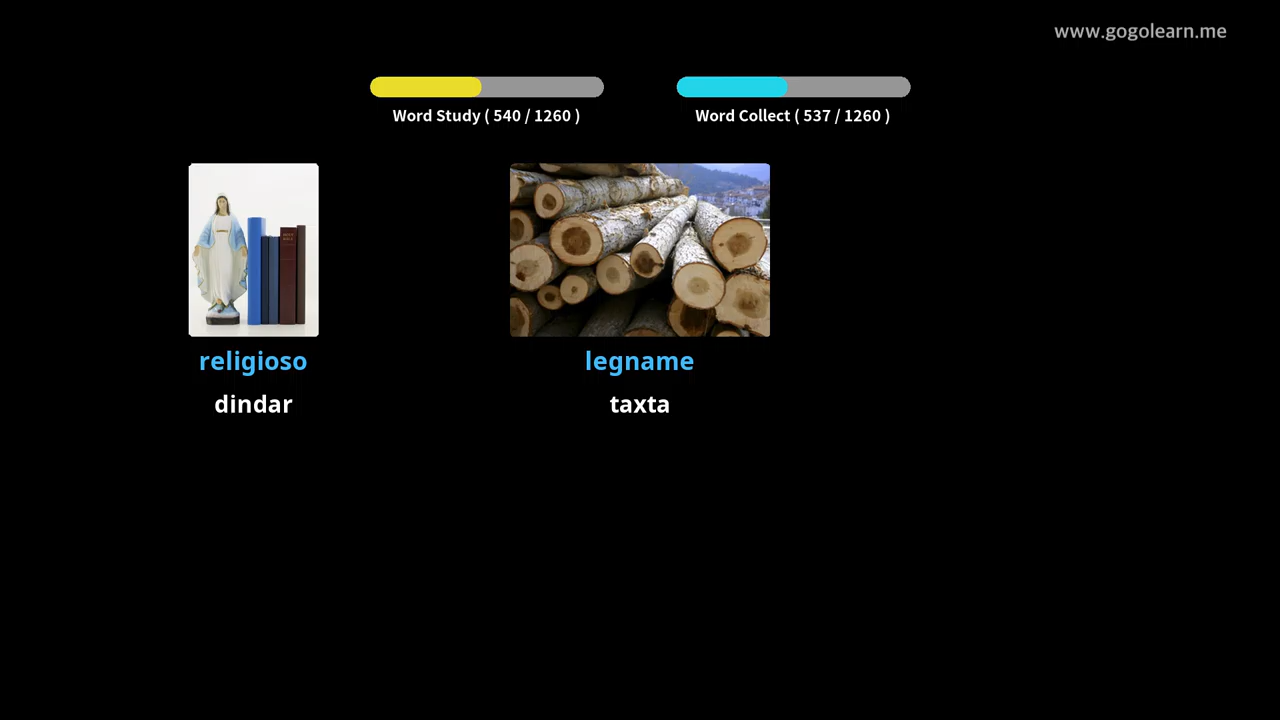 www.gogolearn.me
Word Study ( 540 / 1260 )
Word Collect ( 537 / 1260 )
religioso
legname
dindar
taxta